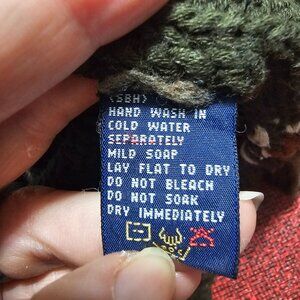 (SBH)
HAND WASH IN
COLD WATER
SEPARATELY
MILD SOAP
LAY FLAT TO DRY
DO NOT BLEACH
DO NOT SOAK
DRY IMMEDIATELY